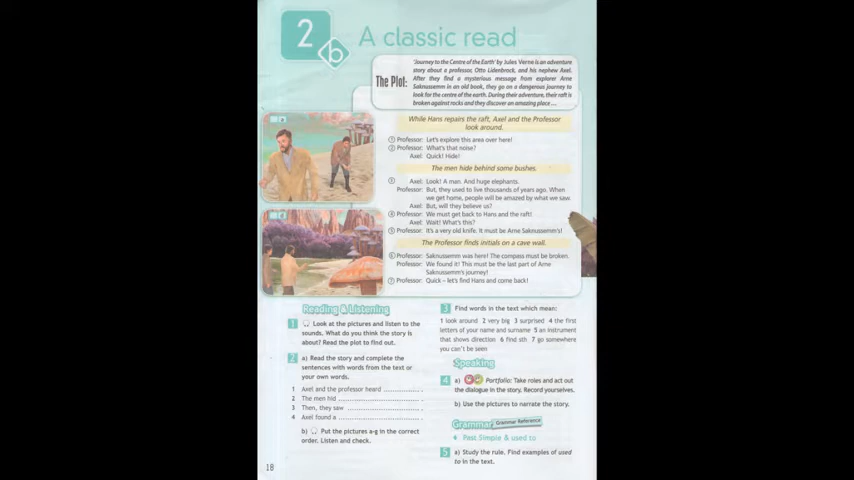 2 b A classic read
The Plot:
'Journey to the Centre of the Earth' by Jules Verne is an adventure
story about a professor, Otto Lidenbrock, and his nephew Axel.
After they find a mysterious message from explorer Arne
Saknussemm in an old book, they go on a dangerous journey to
look for the centre of the earth. During their adventure, their raft is
broken against rocks and they discover an amazing place ...
While Hans repairs the raft, Axel and the Professor
look around.
1 Professor: Let's explore this area over here!
2 Professor: What's that noise?
Axel: Quick! Hide!
The men hide behind some bushes.
3 Axel: Look! A man. And huge elephants.
Professor: But, they used to live thousands of years ago. When
we get home, people will be amazed by what we saw.
Axel: But, will they believe us?
4 Professor: We must get back to Hans and the raft!
Axel: Wait! What's this?
5 Professor: It's a very old knife. It must be Arne Saknussemm's!
The Professor finds initials on a cave wall.
6 Professor: Saknussemm was here! The compass must be broken.
Professor: We found it! This must be the last part of Arne
Saknussemm's journey!
7 Professor: Quick – let's find Hans and come back!
Reading & Listening
1 Look at the pictures and listen to the
sounds. What do you think the story is
about? Read the plot to find out.
2 a) Read the story and complete the
sentences with words from the text or
your own words.
1 Axel and the professor heard ............... .
2 The men hid ............................... .
3 Then, they saw ............................ .
4 Axel found a .............................. .
b) Put the pictures a-g in the correct
order. Listen and check.
18
3 Find words in the text which mean:
1 look around 2 very big 3 surprised 4 the first
letters of your name and surname 5 an instrument
that shows direction 6 find sth 7 go somewhere
you can't be seen
Speaking
4 a) Portfolio: Take roles and act out
the dialogue in the story. Record yourselves.
b) Use the pictures to narrate the story.
Grammar Grammar Reference
Past Simple & used to
5 a) Study the rule. Find examples of used
to in the text.